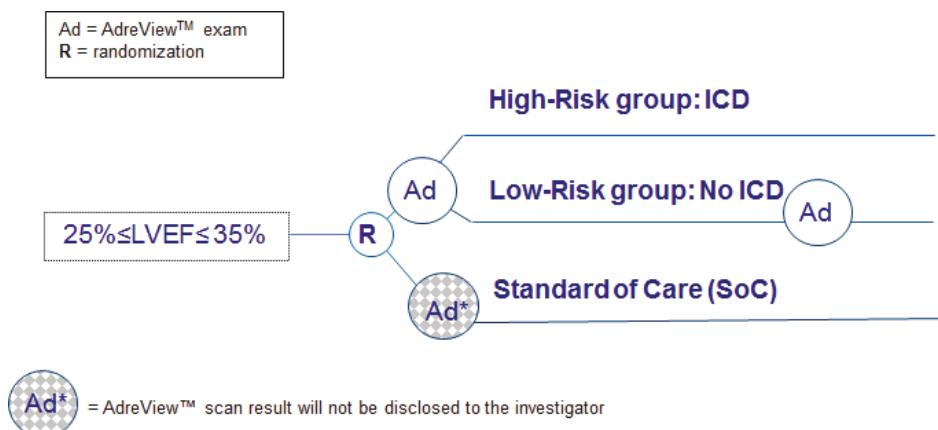 Ad = AdreView™ exam
R = randomization
High-Risk group: ICD
Ad
Low-Risk group: No ICD
Ad
25%≤LVEF≤35%
R
Standard of Care (SoC)
Ad*
Ad* = AdreView™ scan result will not be disclosed to the investigator